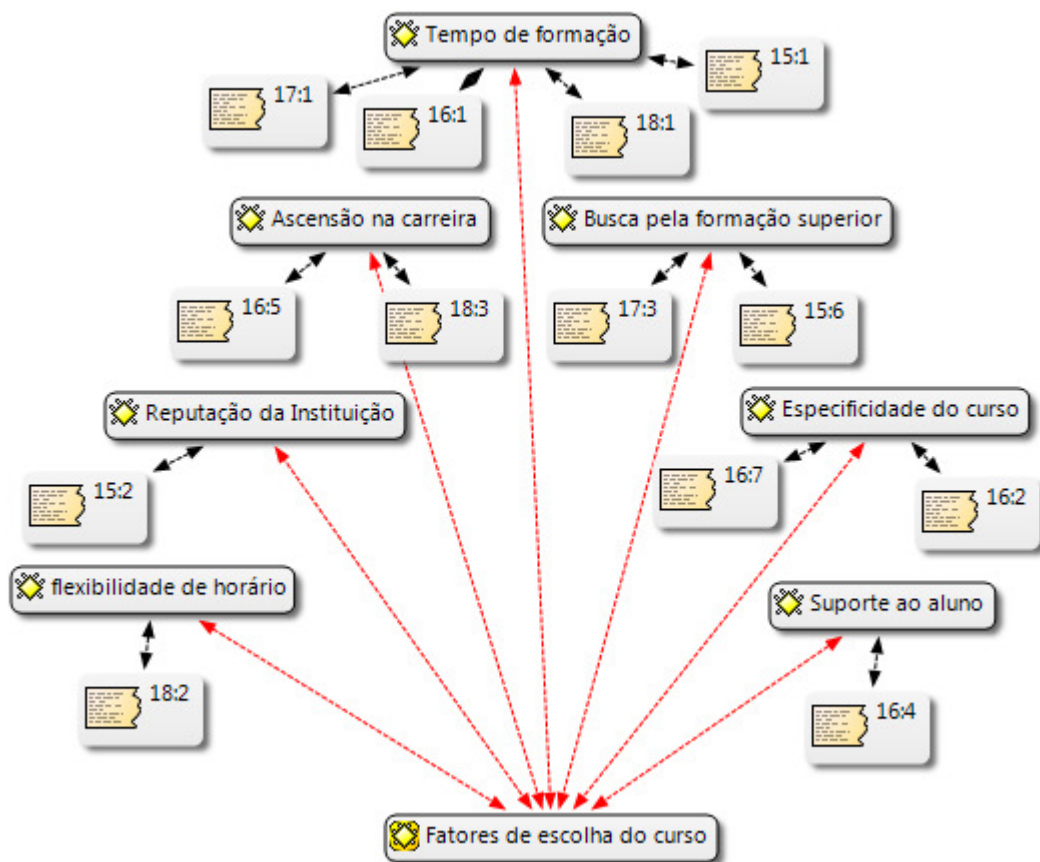 Tempo de formação
15:1
17:1
16:1
18:1
Ascensão na carreira
Busca pela formação superior
16:5
18:3
17:3
15:6
Reputação da Instituição
Especificidade do curso
15:2
16:7
16:2
flexibilidade de horário
Suporte ao aluno
18:2
16:4
Fatores de escolha do curso